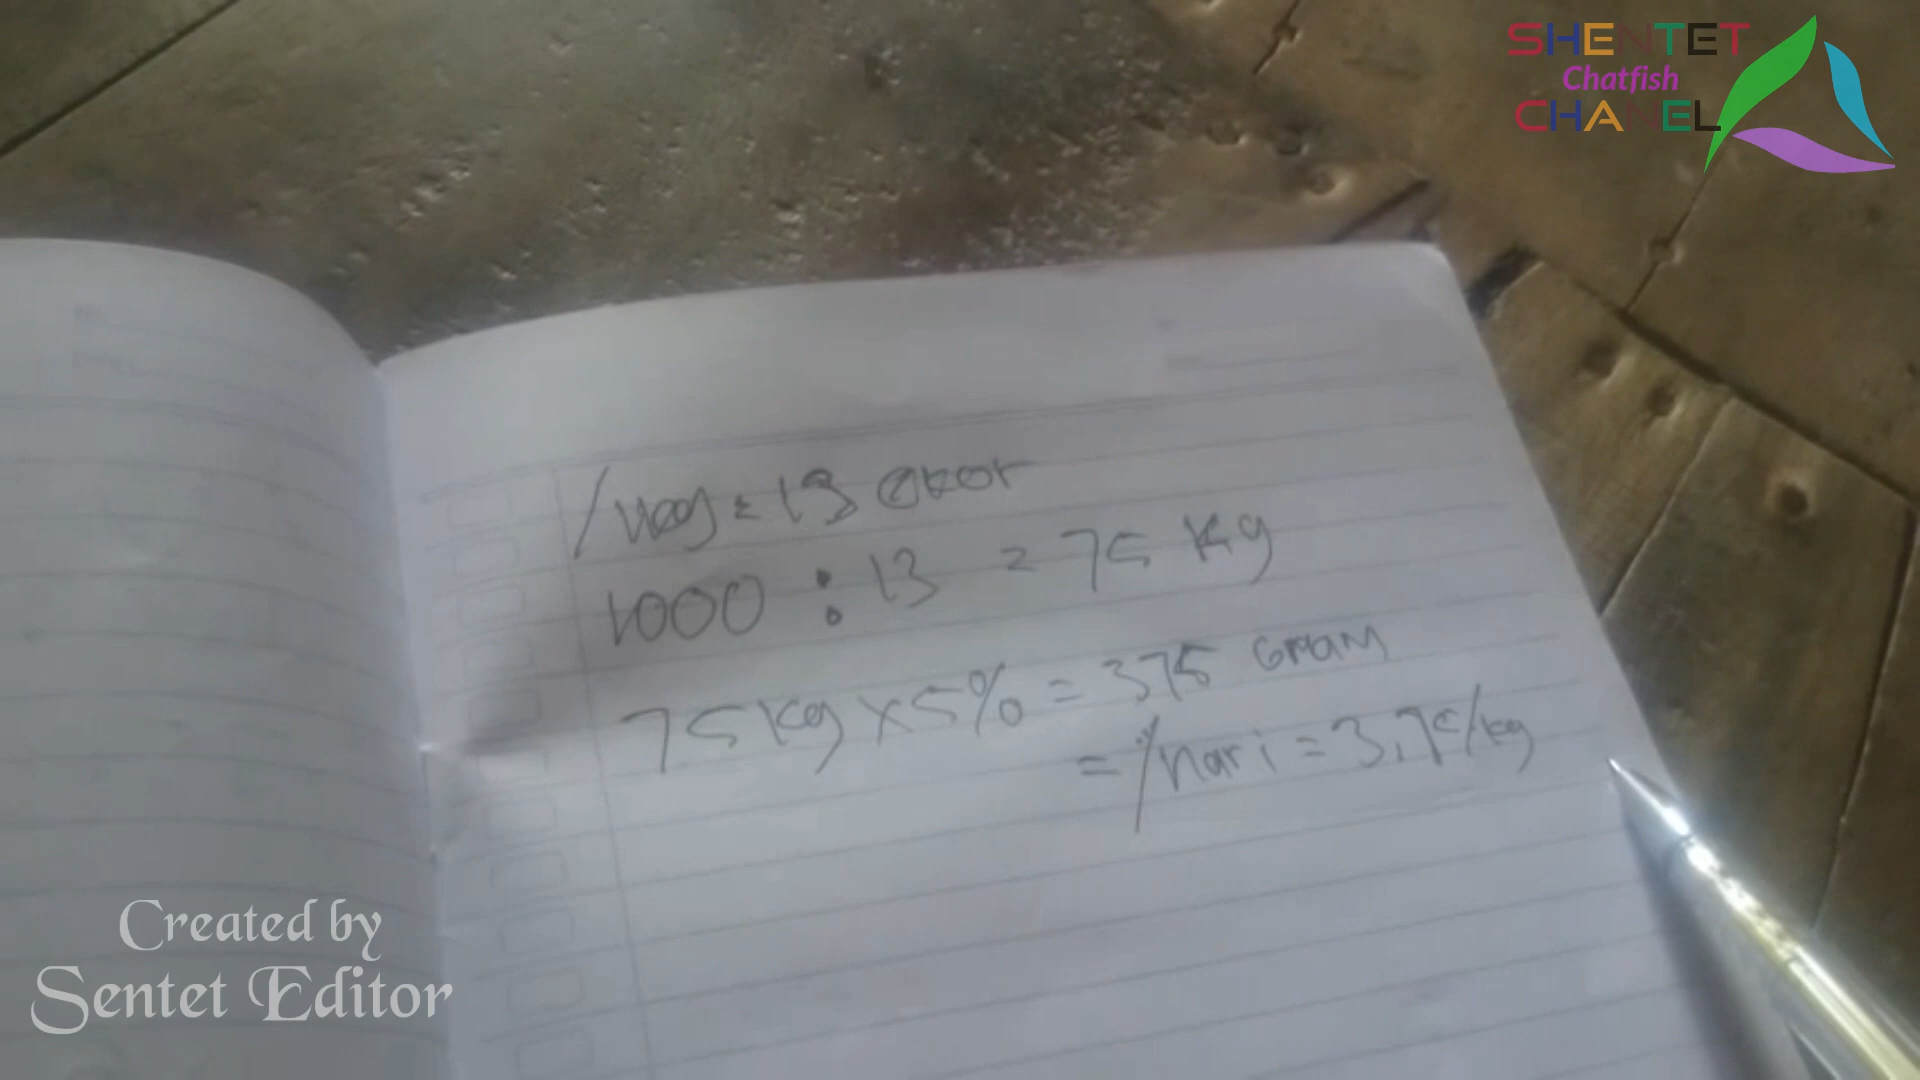 SHENTET
Chatfish
CHANEL
/1kg = 13 ekor
1000 : 13 = 75 kg
75 kg x 5% = 375 Gram
= /hari = 3,75/kg
Created by
Sentet Editor